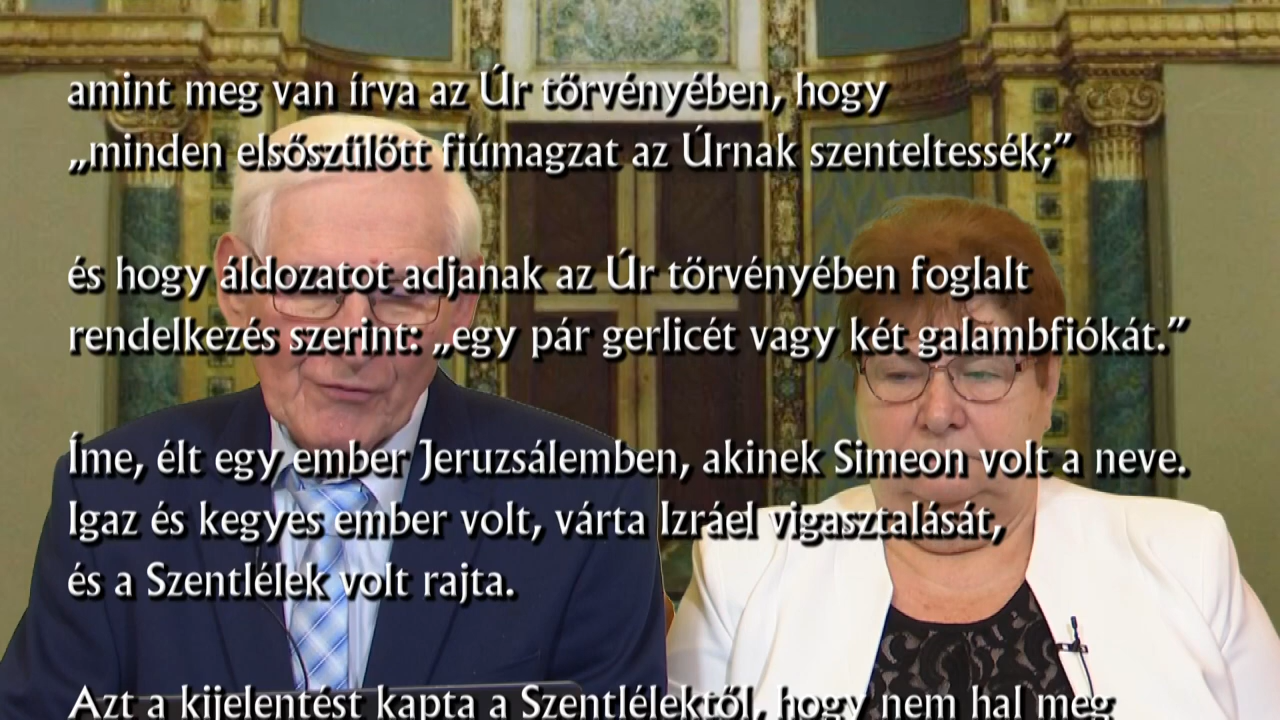 amint meg van írva az Úr törvényében, hogy
„minden elsőszülött fiúmagzat az Úrnak szenteltessék;”
és hogy áldozatot adjanak az Úr törvényében foglalt
rendelkezés szerint: „egy pár gerlicét vagy két galambfiókát.”
Íme, élt egy ember Jeruzsálemben, akinek Simeon volt a neve.
Igaz és kegyes ember volt, várta Izráel vigasztalását,
és a Szentlélek volt rajta.
Azt a kijelentést kapta a Szentlélektől, hogy nem hal meg